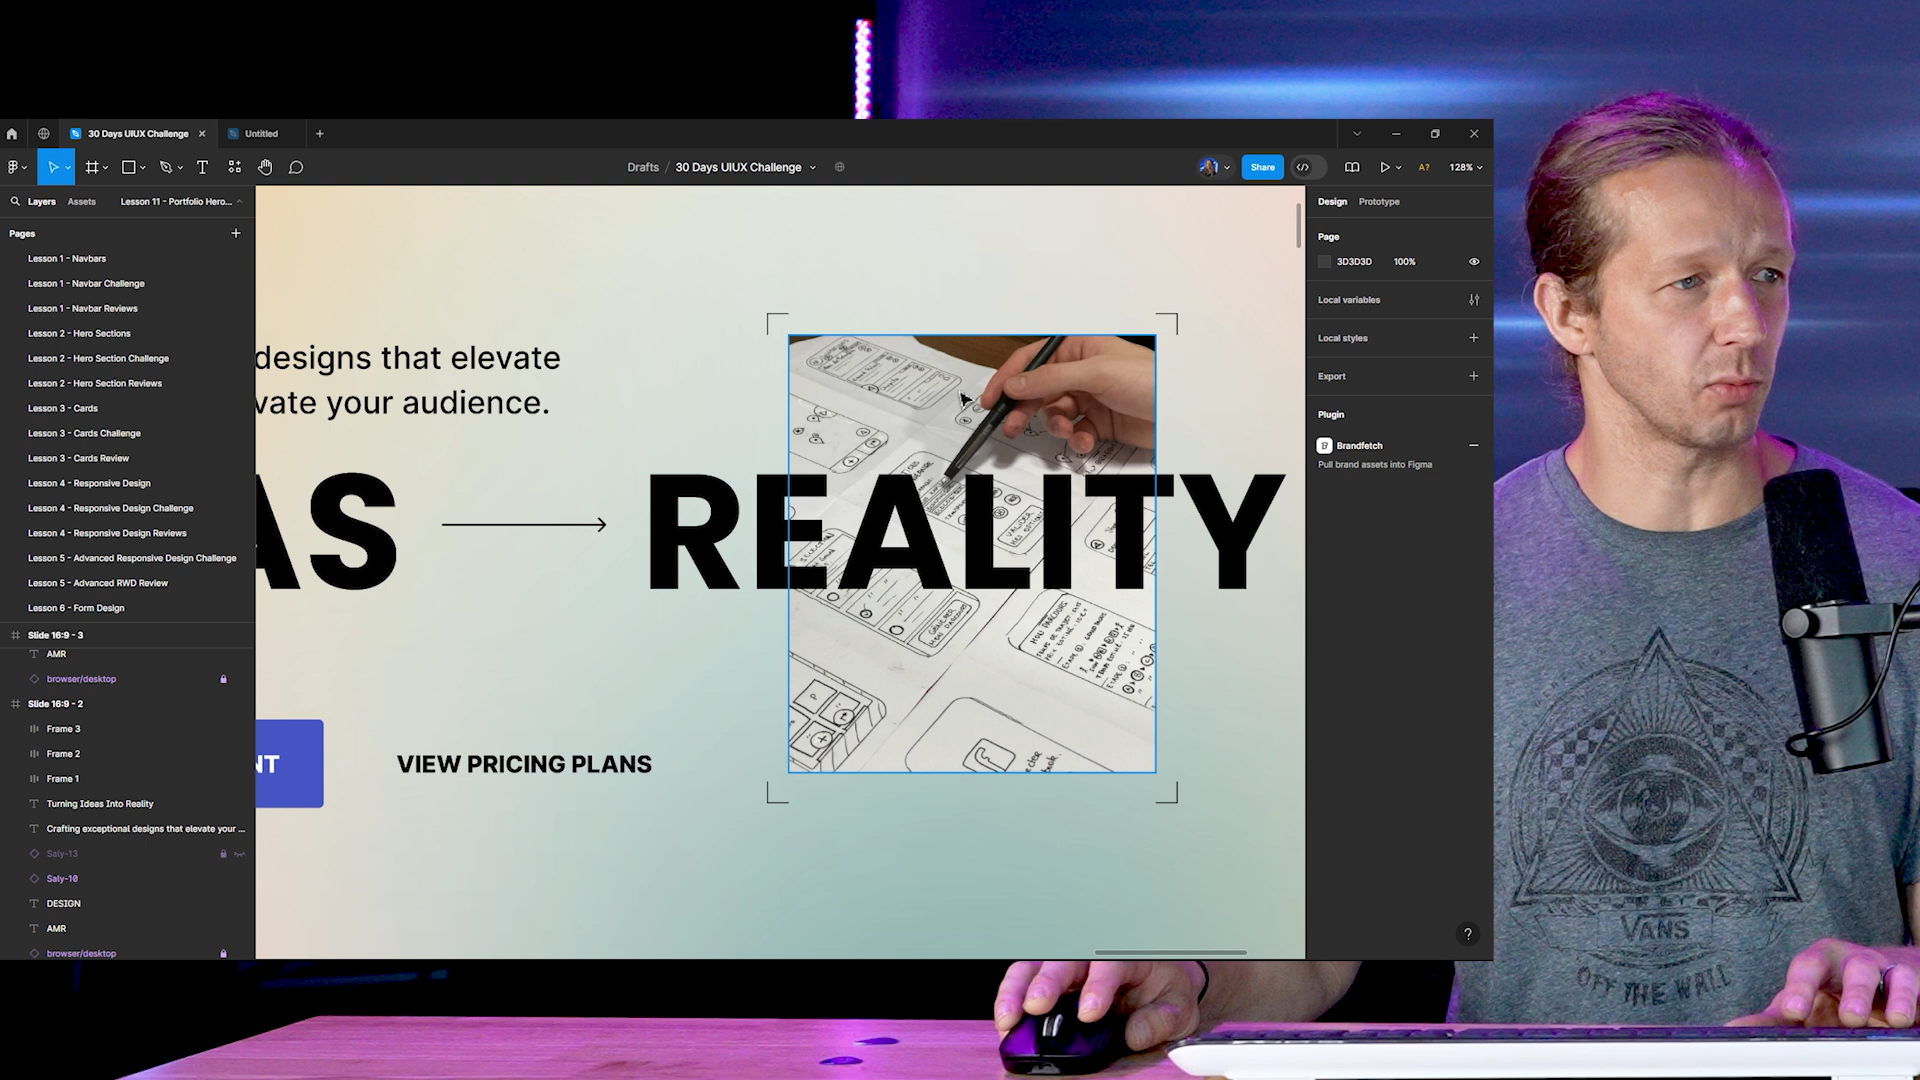 30 Days UIUX Challenge
Untitled
Drafts / 30 Days UIUX Challenge
Share
A?
128%
Layers
Assets
Lesson 11 - Portfolio Hero...
Pages
Lesson 1 - Navbars
Lesson 1 - Navbar Challenge
Lesson 1 - Navbar Reviews
Lesson 2 - Hero Sections
Lesson 2 - Hero Section Challenge
Lesson 2 - Hero Section Reviews
Lesson 3 - Cards
Lesson 3 - Cards Challenge
Lesson 3 - Cards Review
Lesson 4 - Responsive Design
Lesson 4 - Responsive Design Challenge
Lesson 4 - Responsive Design Reviews
Lesson 5 - Advanced Responsive Design Challenge
Lesson 5 - Advanced RWD Review
Lesson 6 - Form Design
Slide 16:9 - 3
AMR
browser/desktop
Slide 16:9 - 2
Frame 3
Frame 2
Frame 1
Turning Ideas Into Reality
Crafting exceptional designs that elevate your ...
Saly-13
Saly-10
DESIGN
AMR
browser/desktop
designs that elevate
vate your audience.
AS
REALITY
NT
VIEW PRICING PLANS
Design
Prototype
Page
3D3D3D
100%
Local variables
Local styles
Export
Plugin
Brandfetch
Pull brand assets into Figma
?
VANS
OFF THE WALL